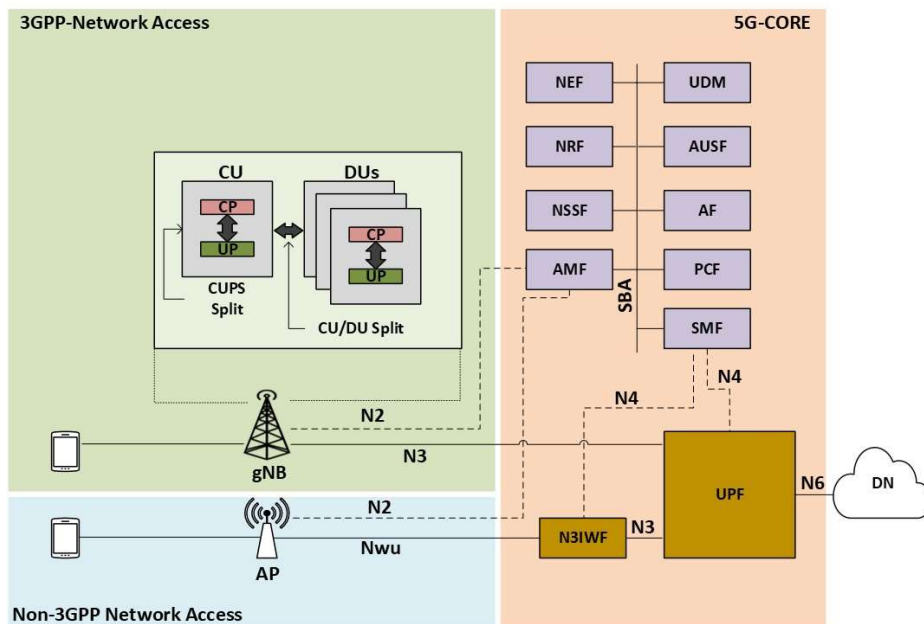 3GPP-Network Access
5G-CORE
NEF
UDM
NRF
AUSF
NSSF
AF
AMF
PCF
SBA
SMF
CU
DUs
CP
UP
CP
UP
CUPS
Split
CU/DU Split
N4
N4
N2
N3
gNB
UPF
N6
DN
N2
N3IWF
N3
Nwu
AP
Non-3GPP Network Access